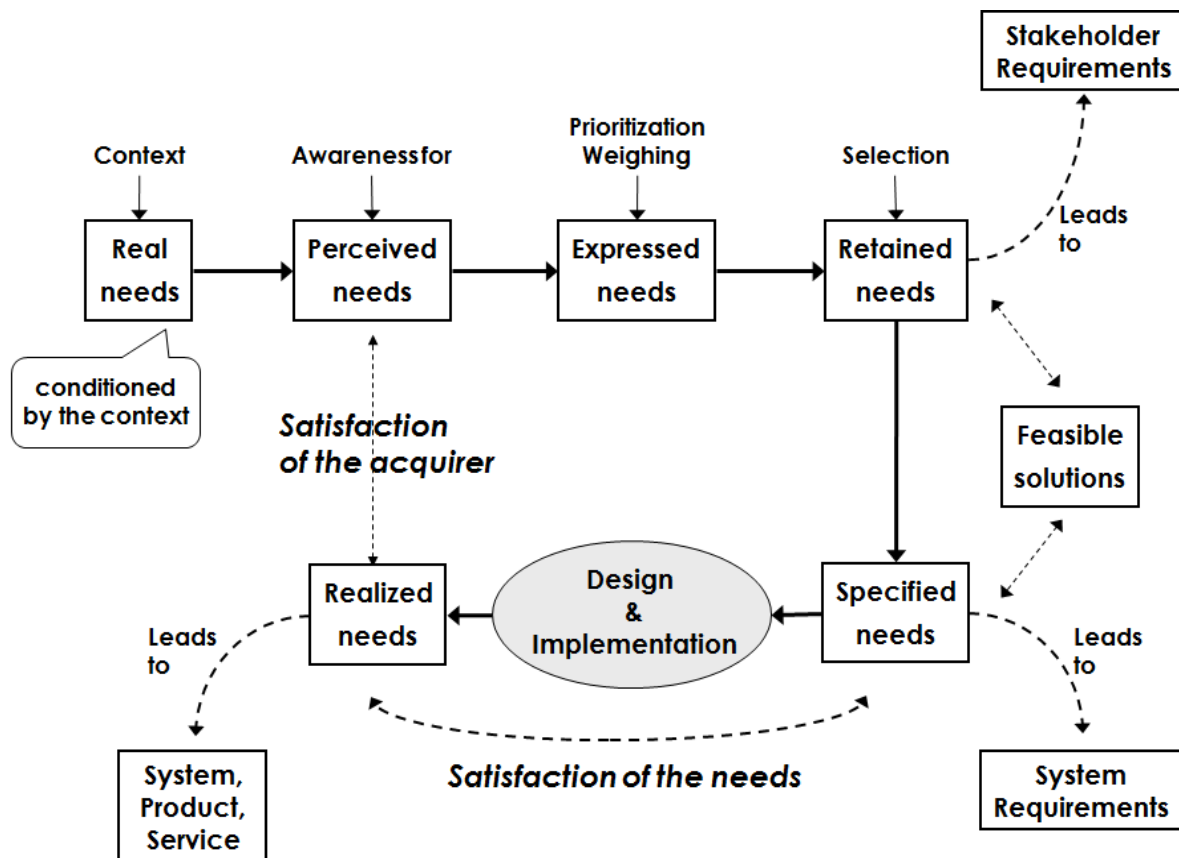 Stakeholder
Requirements
Prioritization
Weighing
Context
Awareness for
Selection
Real
needs
Perceived
needs
Expressed
needs
Retained
needs
Leads
to
conditioned
by the context
Satisfaction
of the acquirer
Feasible
solutions
Design
&
Implementation
Realized
needs
Specified
needs
Leads
to
Leads
to
Satisfaction of the needs
System,
Product,
Service
System
Requirements